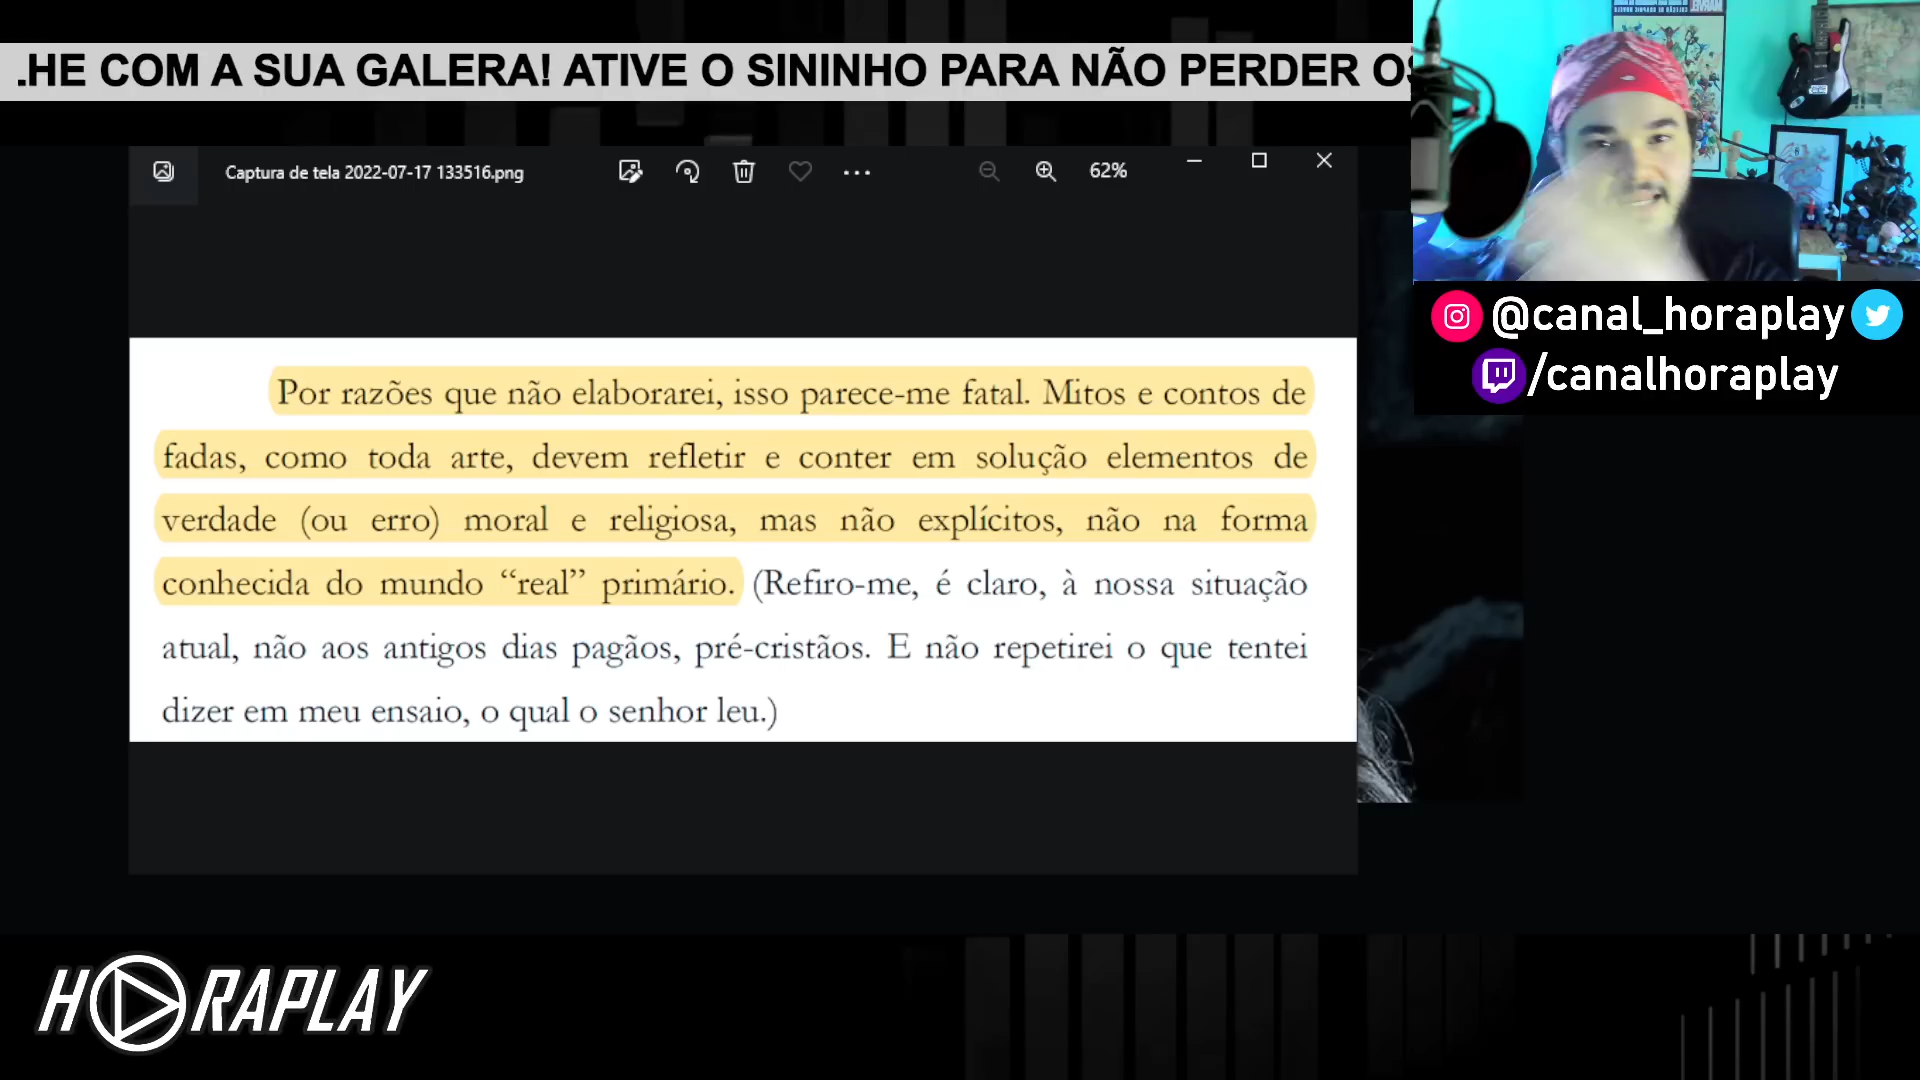 .HE COM A SUA GALERA! ATIVE O SININHO PARA NÃO PERDER OS
Captura de tela 2022-07-17 133516.png
62%
@canal_horaplay
/canalhoraplay
Por razões que não elaborarei, isso parece-me fatal. Mitos e contos de
fadas, como toda arte, devem refletir e conter em solução elementos de
verdade (ou erro) moral e religiosa, mas não explícitos, não na forma
conhecida do mundo “real” primário. (Refiro-me, é claro, à nossa situação
atual, não aos antigos dias pagãos, pré-cristãos. E não repetirei o que tentei
dizer em meu ensaio, o qual o senhor leu.)
HORAPLAY